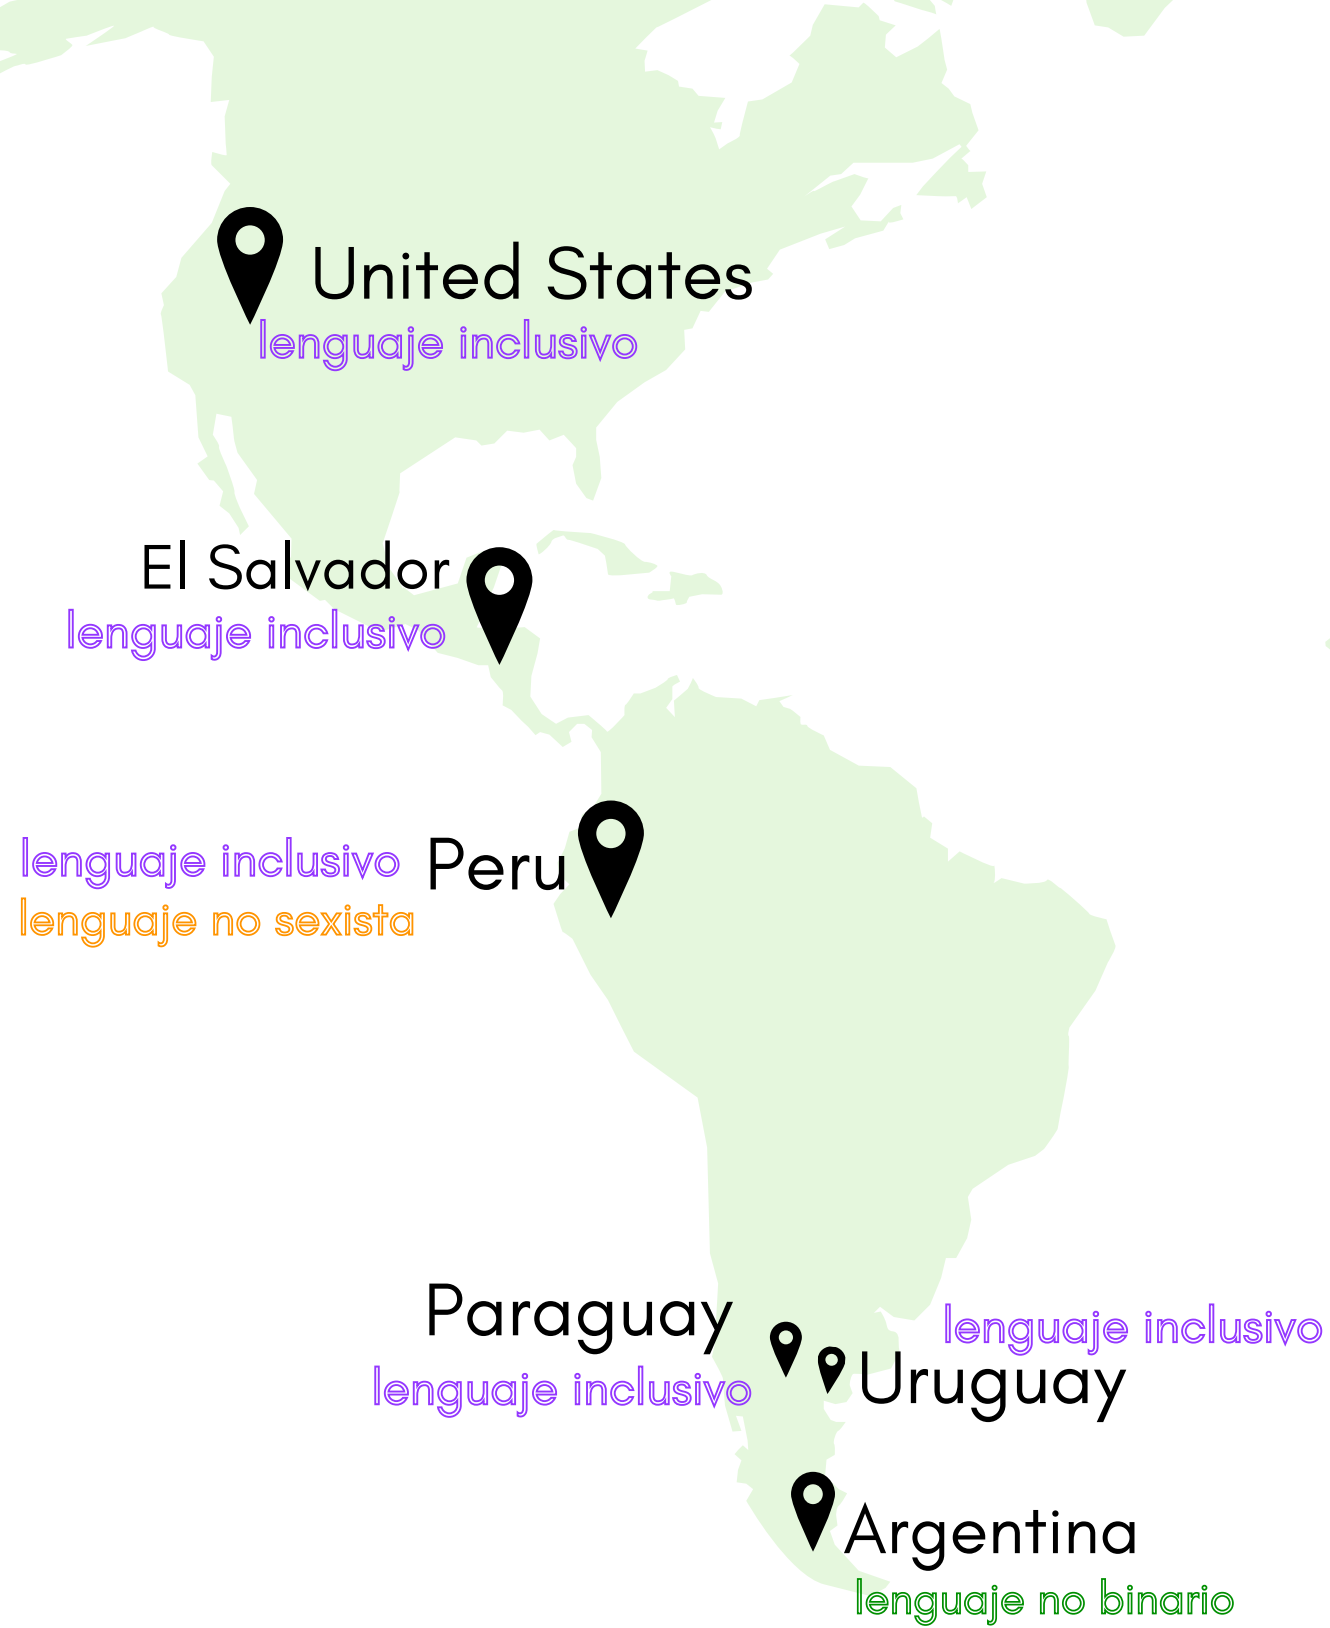 United States
lenguaje inclusivo
El Salvador
lenguaje inclusivo
Peru
lenguaje inclusivo
lenguaje no sexista
Paraguay
lenguaje inclusivo
lenguaje inclusivo
Uruguay
Argentina
lenguaje no binario